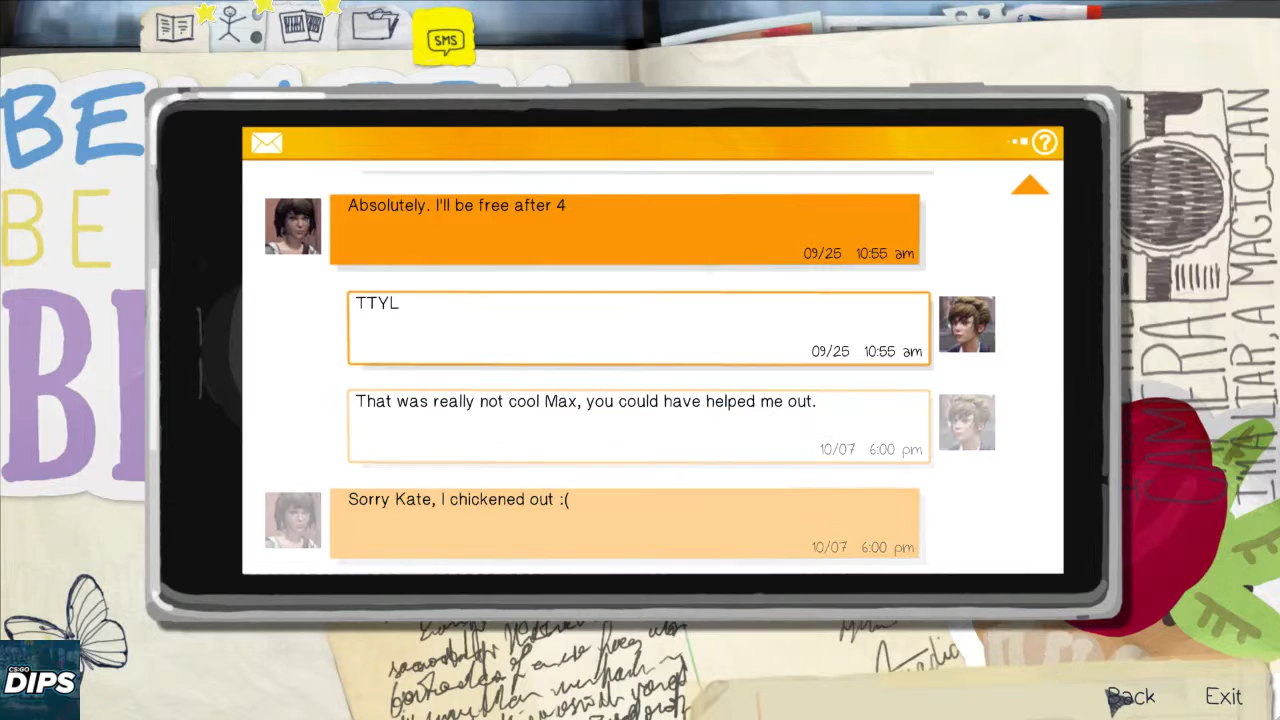 SMS
BE
BE
Absolutely. I'll be free after 4
09/25 10:55 am
TTYL
09/25 10:55 am
That was really not cool Max, you could have helped me out.
10/07 6:00 pm
Sorry Kate, I chickened out :(
10/07 6:00 pm
CAMERA
I'M A LIAR, A MAGICIAN
CS:GO
DIPS
Back
Exit